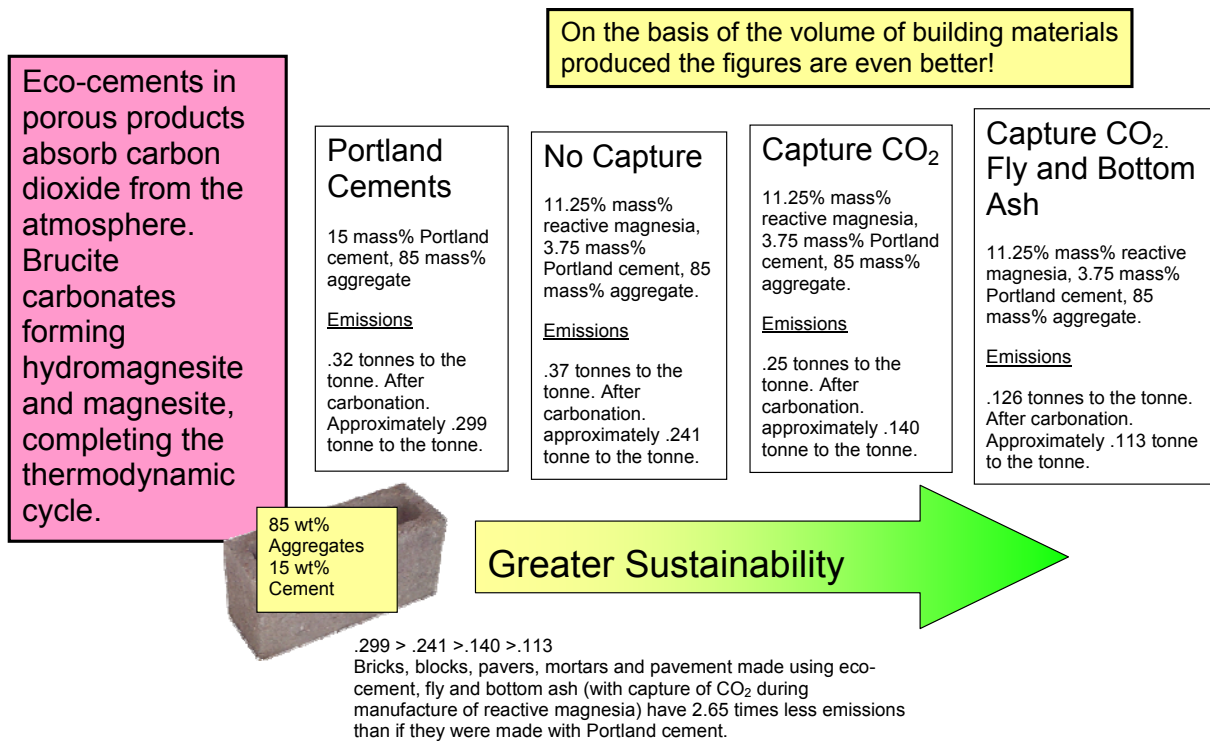 On the basis of the volume of building materials
produced the figures are even better!
Eco-cements in
porous products
absorb carbon
dioxide from the
atmosphere.
Brucite
carbonates
forming
hydromagnesite
and magnesite,
completing the
thermodynamic
cycle.
Portland
Cements
15 mass% Portland
cement, 85 mass%
aggregate
Emissions
.32 tonnes to the
tonne. After
carbonation.
Approximately .299
tonne to the tonne.
No Capture
11.25% mass%
reactive magnesia,
3.75 mass%
Portland cement, 85
mass% aggregate.
Emissions
.37 tonnes to the
tonne. After
carbonation.
approximately .241
tonne to the tonne.
Capture CO₂
11.25% mass%
reactive magnesia,
3.75 mass% Portland
cement, 85 mass%
aggregate.
Emissions
.25 tonnes to the
tonne. After
carbonation.
approximately .140
tonne to the tonne.
Capture CO₂.
Fly and Bottom
Ash
11.25% mass% reactive
magnesia, 3.75 mass%
Portland cement, 85
mass% aggregate.
Emissions
.126 tonnes to the tonne.
After carbonation.
Approximately .113 tonne
to the tonne.
85 wt%
Aggregates
15 wt%
Cement
Greater Sustainability
.299 > .241 >.140 >.113
Bricks, blocks, pavers, mortars and pavement made using eco-
cement, fly and bottom ash (with capture of CO₂ during
manufacture of reactive magnesia) have 2.65 times less emissions
than if they were made with Portland cement.